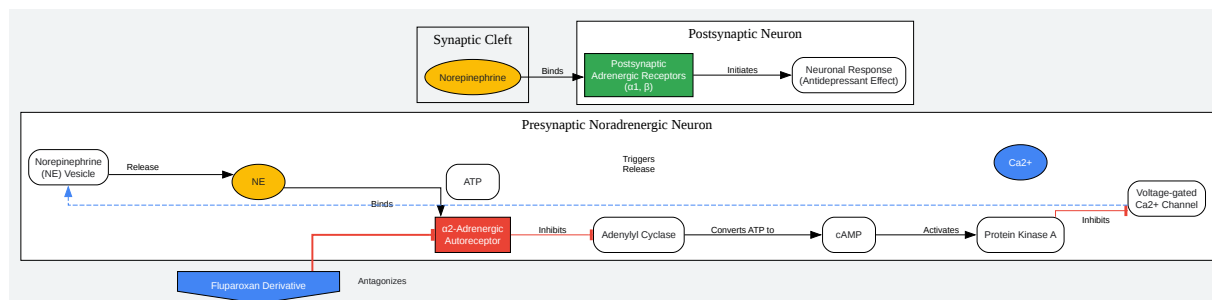 Synaptic Cleft
Norepinephrine
Binds
Postsynaptic Neuron
Postsynaptic
Adrenergic Receptors
(α1, β)
Initiates
Neuronal Response
(Antidepressant Effect)
Presynaptic Noradrenergic Neuron
Norepinephrine
(NE) Vesicle
Release
NE
Binds
ATP
Triggers
Release
Ca2+
Voltage-gated
Ca2+ Channel
α2-Adrenergic
Autoreceptor
Inhibits
Adenylyl Cyclase
Converts ATP to
cAMP
Activates
Protein Kinase A
Inhibits
Fluparoxan Derivative
Antagonizes